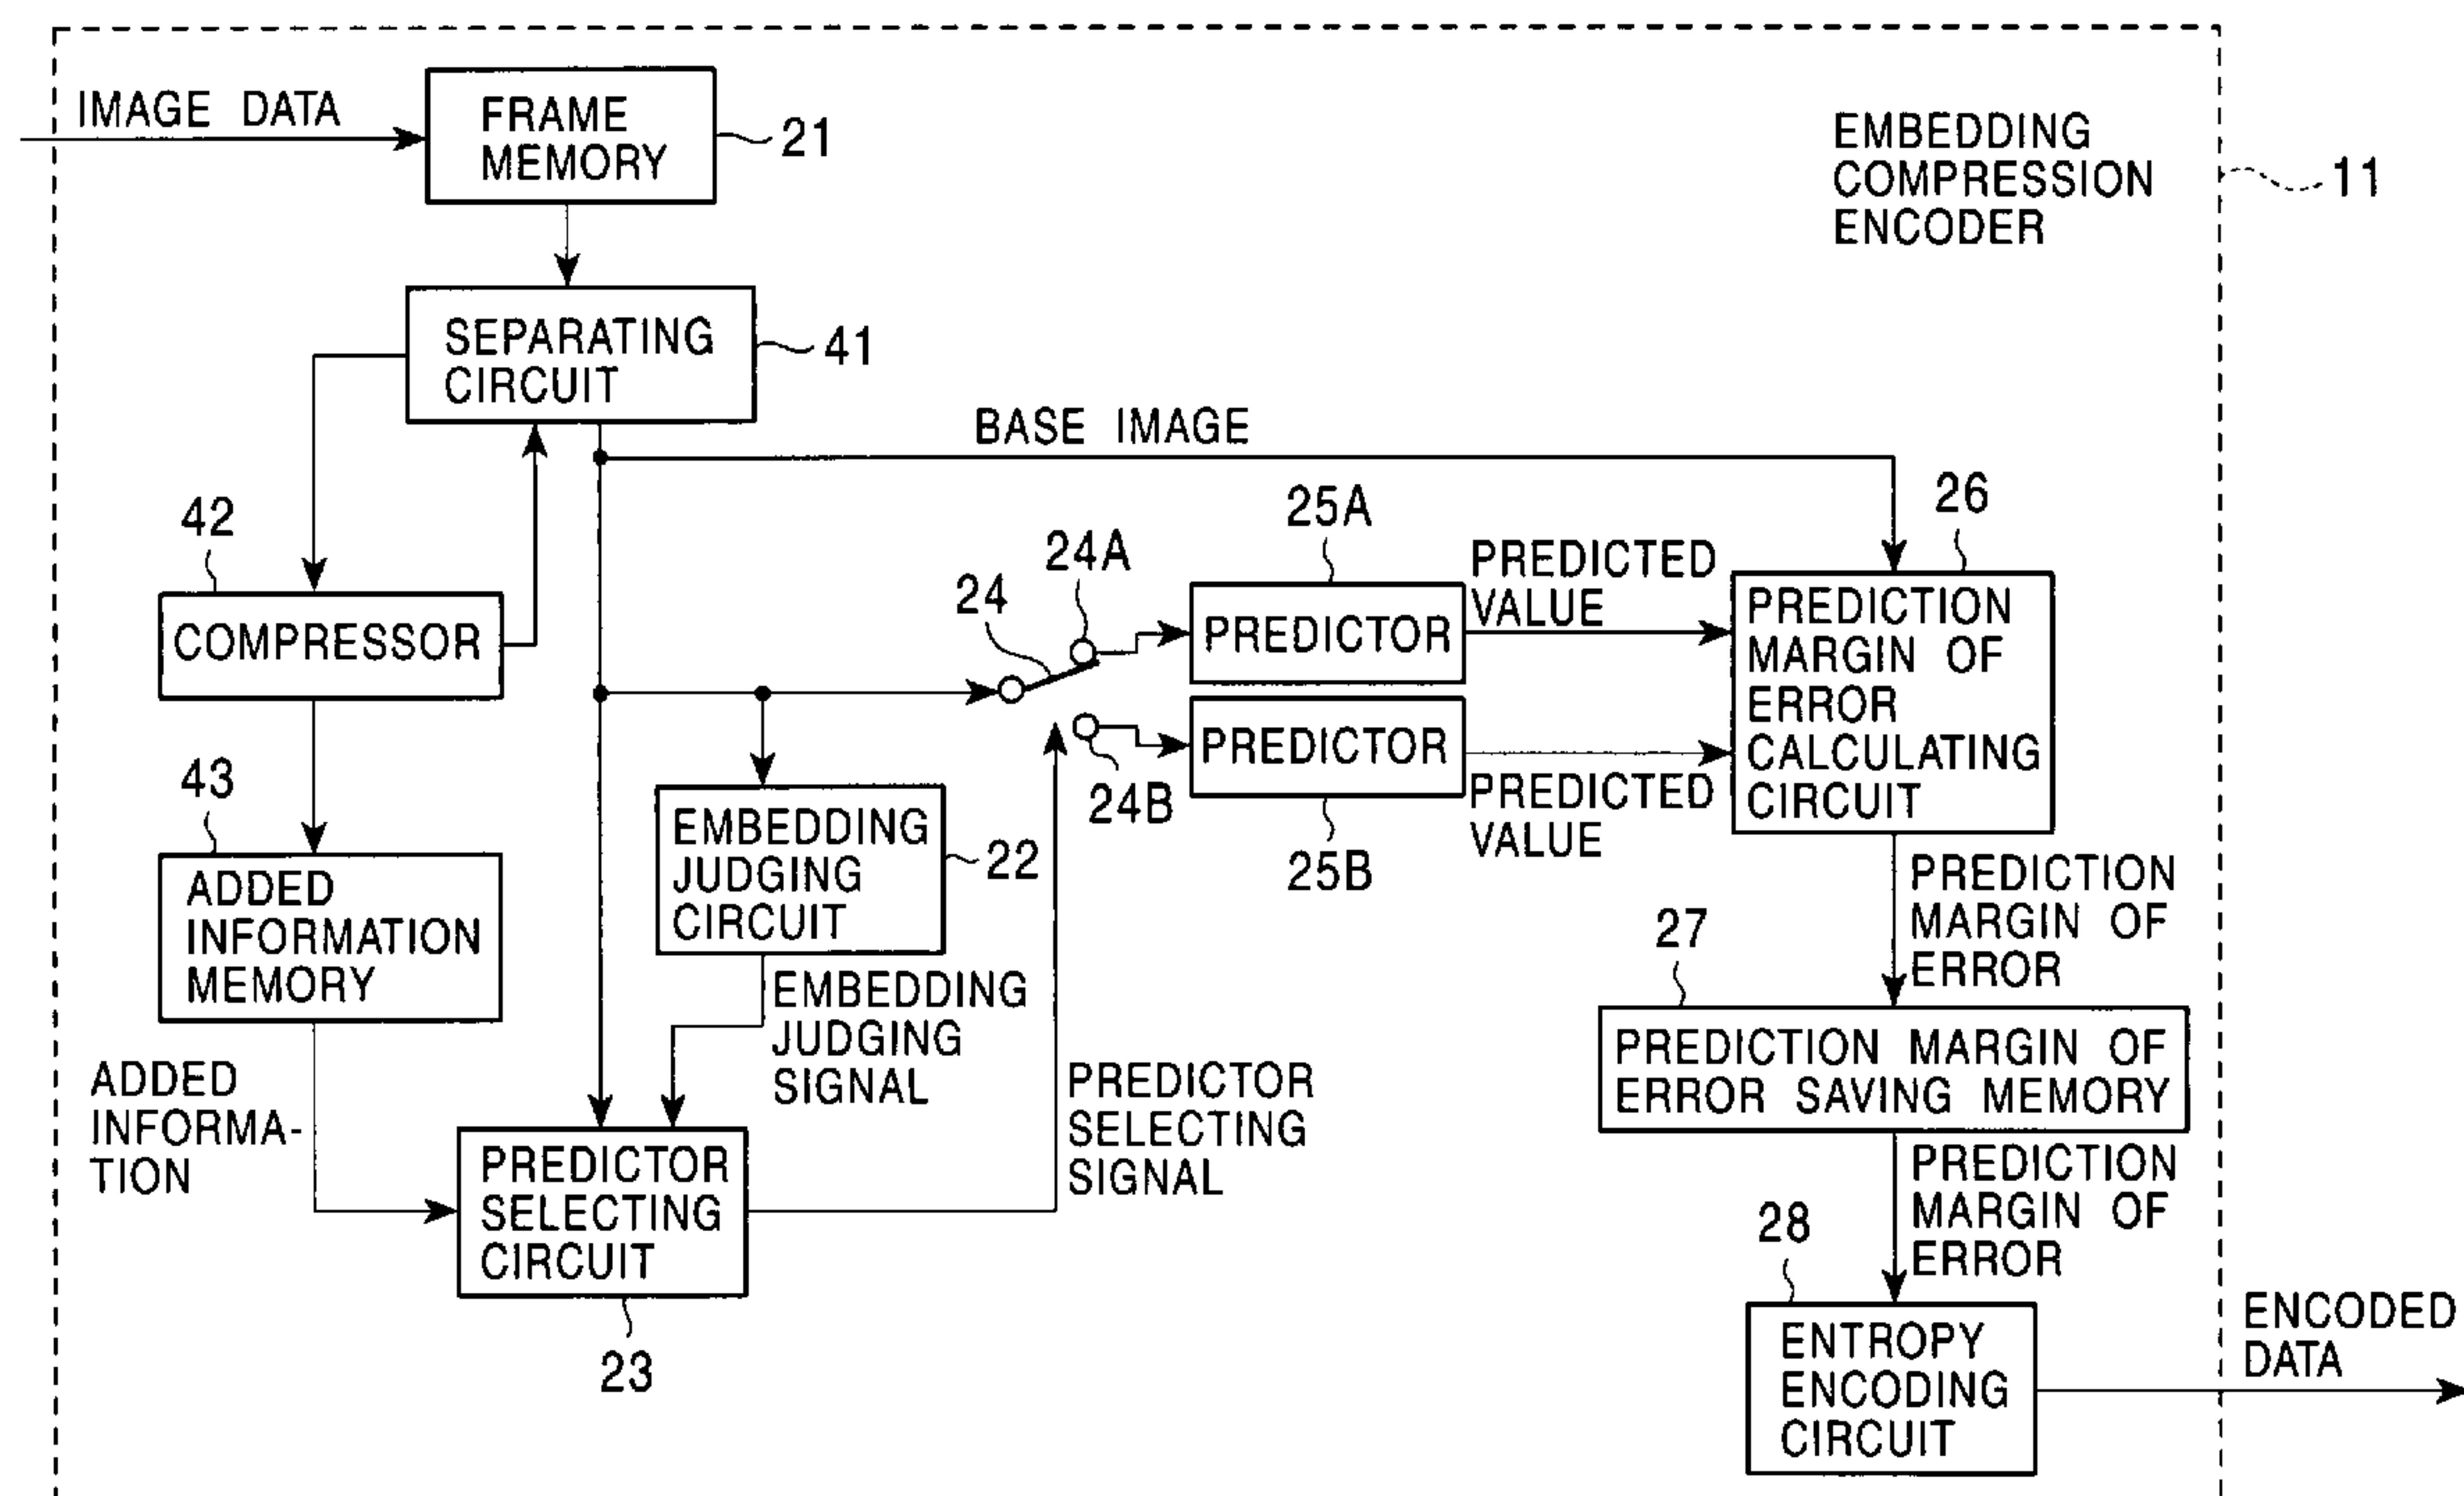 IMAGE DATA
FRAME
MEMORY
21
EMBEDDING
COMPRESSION
ENCODER
11
SEPARATING
CIRCUIT
41
BASE IMAGE
42
COMPRESSOR
24
24A
24B
25A
PREDICTOR
PREDICTED
VALUE
PREDICTOR
25B
PREDICTED
VALUE
26
PREDICTION
MARGIN OF
ERROR
CALCULATING
CIRCUIT
43
ADDED
INFORMATION
MEMORY
EMBEDDING
JUDGING
CIRCUIT
22
EMBEDDING
JUDGING
SIGNAL
PREDICTION
MARGIN OF
ERROR
27
PREDICTION MARGIN OF
ERROR SAVING MEMORY
ADDED
INFORMA-
TION
PREDICTOR
SELECTING
CIRCUIT
23
PREDICTOR
SELECTING
SIGNAL
PREDICTION
MARGIN OF
ERROR
28
ENTROPY
ENCODING
CIRCUIT
ENCODED
DATA